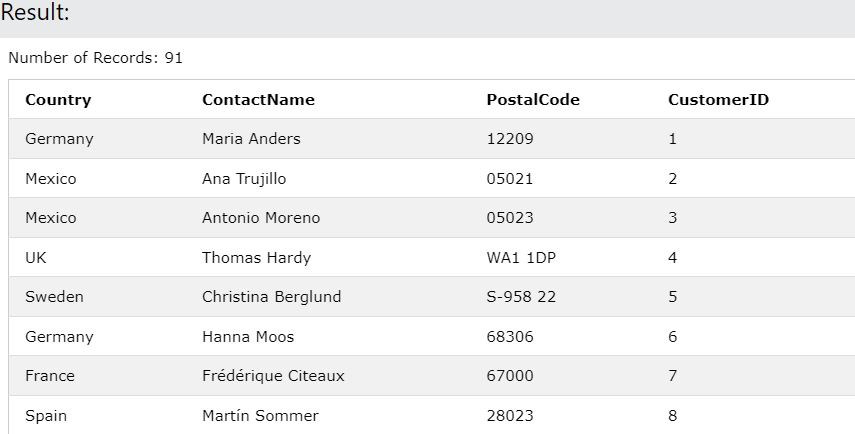 Result:
Number of Records: 91
Country ContactName PostalCode CustomerID
Germany Maria Anders 12209 1
Mexico Ana Trujillo 05021 2
Mexico Antonio Moreno 05023 3
UK Thomas Hardy WA1 1DP 4
Sweden Christina Berglund S-958 22 5
Germany Hanna Moos 68306 6
France Frédérique Citeaux 67000 7
Spain Martín Sommer 28023 8